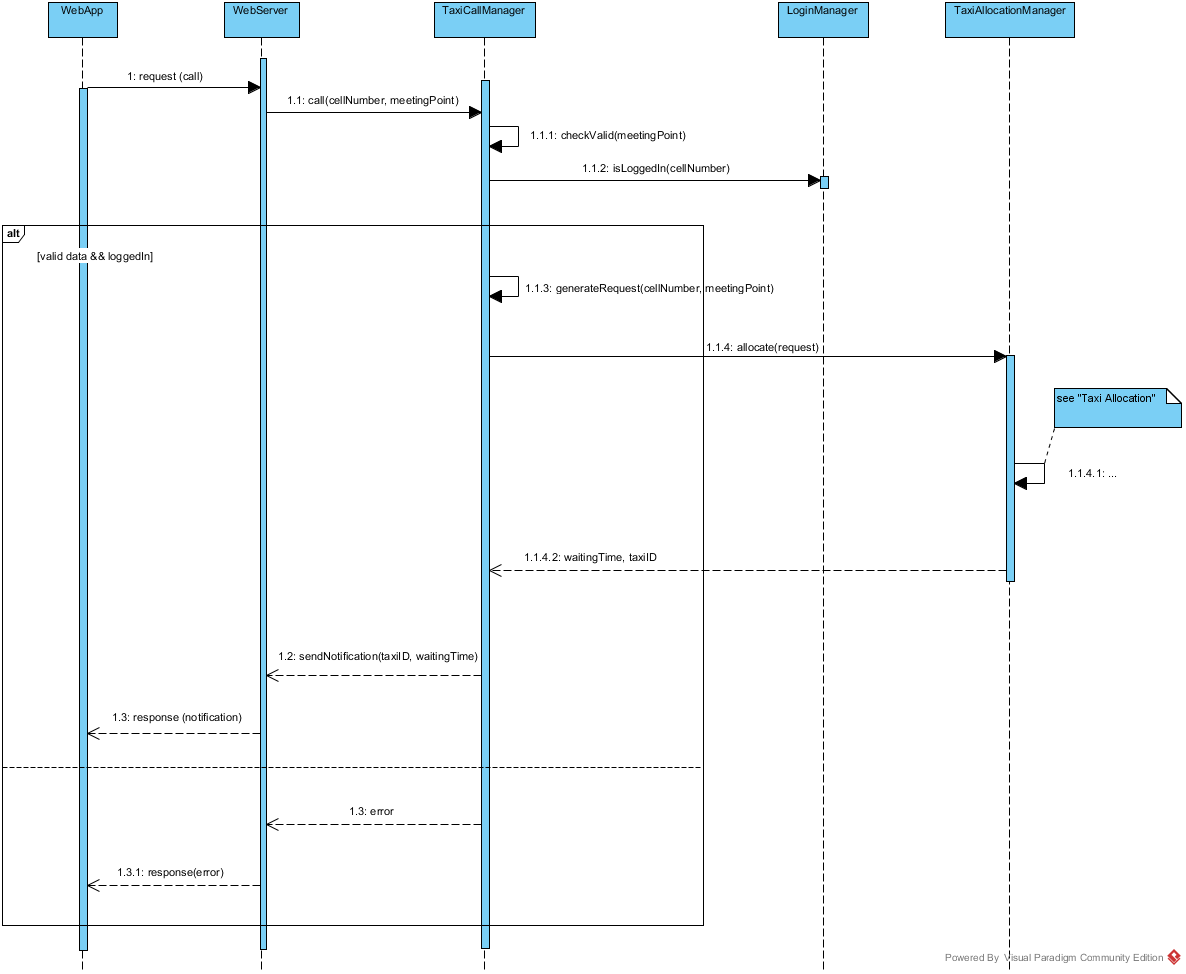 WebApp
WebServer
TaxiCallManager
LoginManager
TaxiAllocationManager
1: request (call)
1.1: call(cellNumber, meetingPoint)
1.1.1: checkValid(meetingPoint)
1.1.2: isLoggedIn(cellNumber)
alt
[valid data && loggedIn]
1.1.3: generateRequest(cellNumber, meetingPoint)
1.1.4: allocate(request)
see "Taxi Allocation"
1.1.4.1: ...
1.1.4.2: waitingTime, taxiID
1.2: sendNotification(taxiID, waitingTime)
1.3: response (notification)
1.3: error
1.3.1: response(error)
Powered By Visual Paradigm Community Edition